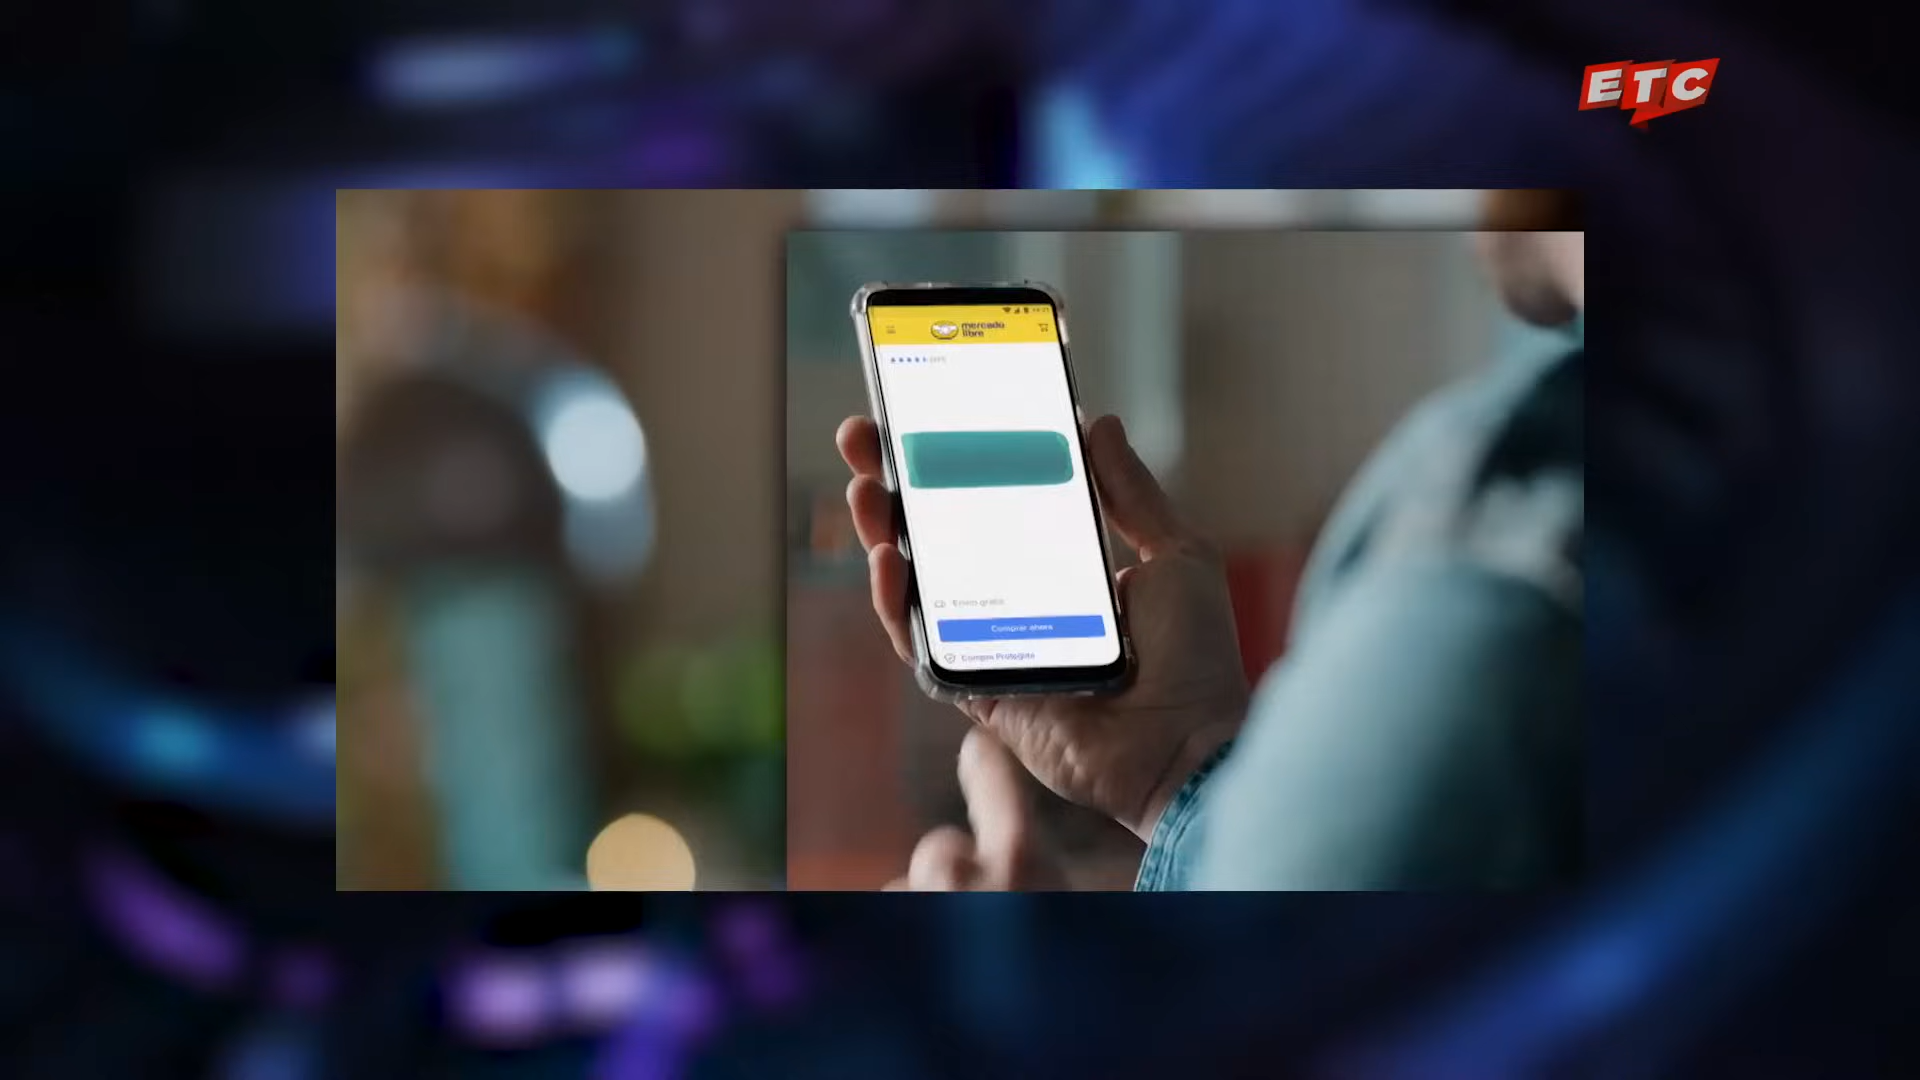 ETC
mercado
libre
Envío gratis
Comprar ahora
Compra Protegida